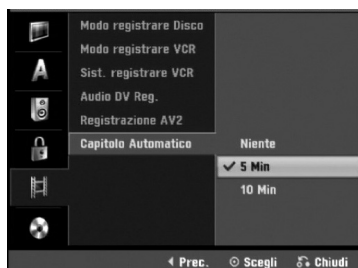 Modo registrare Disco
Modo registrare VCR
Sist. registrare VCR
Audio DV Reg.
Registrazione AV2
Capitolo Automatico
Niente
5 Min
10 Min
Prec.
Scegli
Chiudi